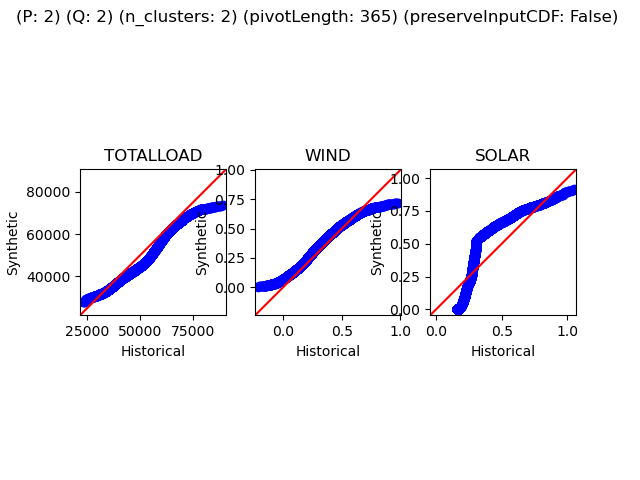 (P: 2) (Q: 2) (n_clusters: 2) (pivotLength: 365) (preserveInputCDF: False)
TOTALLOAD
WIND
SOLAR
Synthetic
80000
60000
40000
25000 50000 75000
Historical
Synthetic
1.00
0.75
0.50
0.25
0.00
0.0 0.5 1.0
Historical
Synthetic
1.00
0.75
0.50
0.25
0.00
0.0 0.5 1.0
Historical